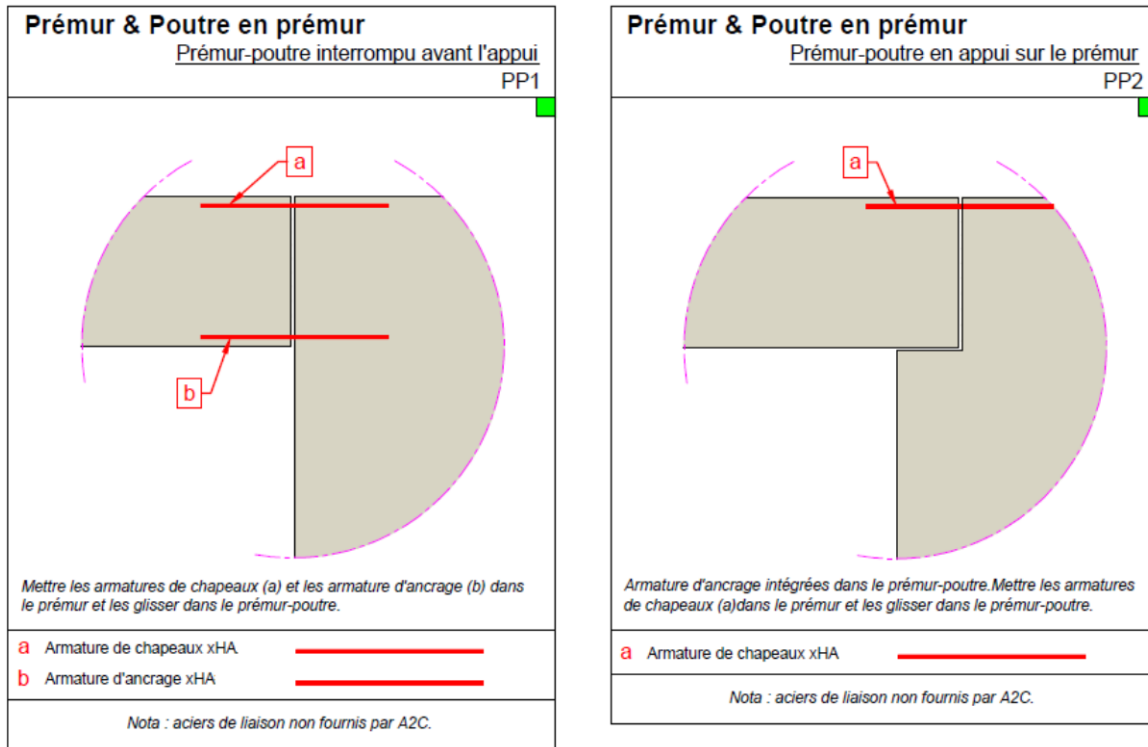 Prémur & Poutre en prémur
Prémur-poutre interrompu avant l'appui
PP1
a
b
Mettre les armatures de chapeaux (a) et les armature d'ancrage (b) dans
le prémur et les glisser dans le prémur-poutre.
a Armature de chapeaux xHA
b Armature d'ancrage xHA
Nota : aciers de liaison non fournis par A2C.
Prémur & Poutre en prémur
Prémur-poutre en appui sur le prémur
PP2
a
Armature d'ancrage intégrées dans le prémur-poutre.Mettre les armatures
de chapeaux (a)dans le prémur et les glisser dans le prémur-poutre.
a Armature de chapeaux xHA
Nota : aciers de liaison non fournis par A2C.